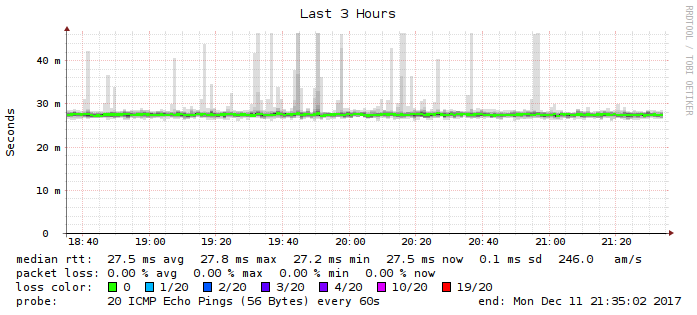 Last 3 Hours
RRDTOOL / TOBI OETIKER
Seconds
40 m
30 m
20 m
10 m
0
18:40 19:00 19:20 19:40 20:00 20:20 20:40 21:00 21:20
median rtt: 27.5 ms avg 27.8 ms max 27.2 ms min 27.5 ms now 0.1 ms sd 246.0 am/s
packet loss: 0.00 % avg 0.00 % max 0.00 % min 0.00 % now
loss color: 0 1/20 2/20 3/20 4/20 10/20 19/20
probe: 20 ICMP Echo Pings (56 Bytes) every 60s end: Mon Dec 11 21:35:02 2017